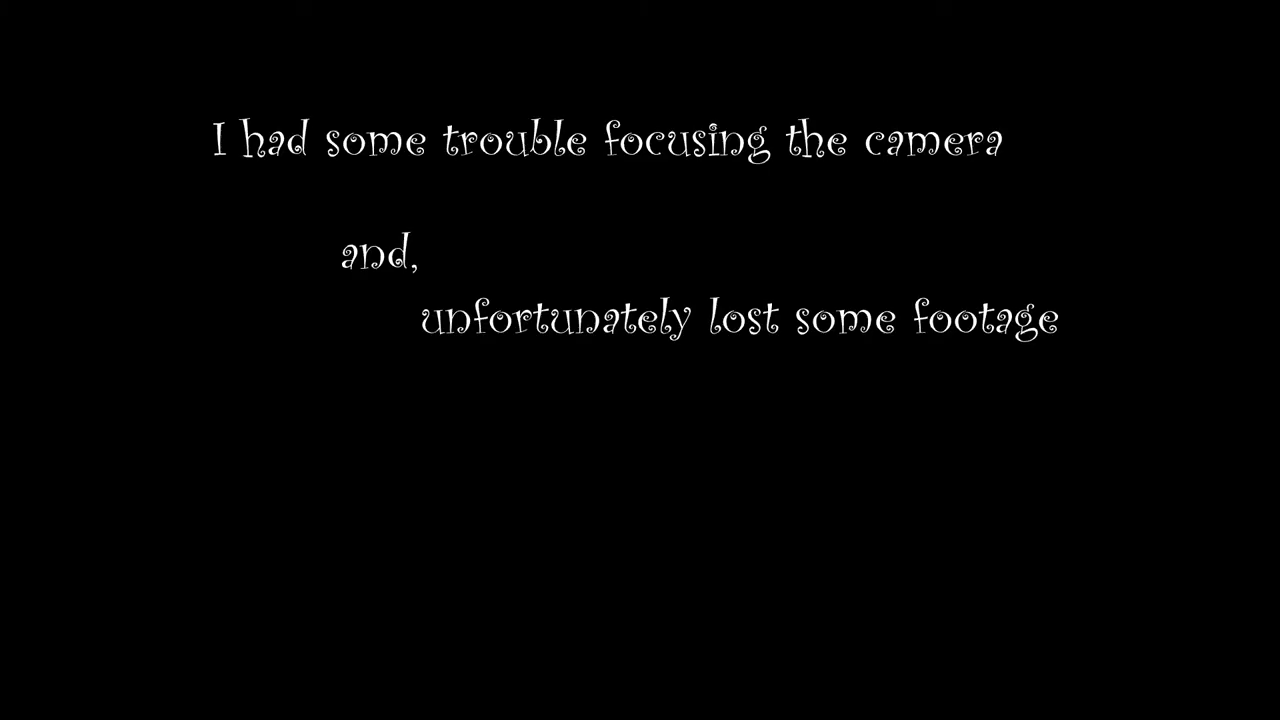 I had some trouble focusing the camera
and,
unfortunately lost some footage